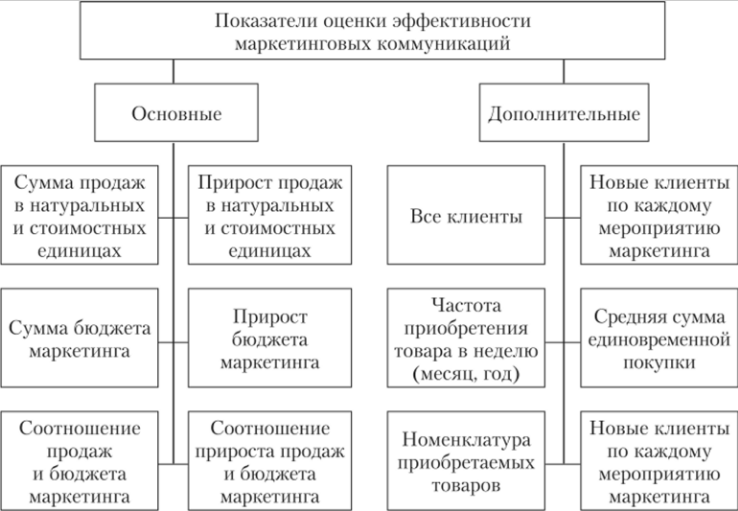 Показатели оценки эффективности
маркетинговых коммуникаций
Основные
Дополнительные
Сумма продаж
в натуральных
и стоимостных
единицах
Прирост продаж
в натуральных
и стоимостных
единицах
Все клиенты
Новые клиенты
по каждому
мероприятию
маркетинга
Сумма бюджета
маркетинга
Прирост
бюджета
маркетинга
Частота
приобретения
товара в неделю
(месяц, год)
Средняя сумма
единовременной
покупки
Соотношение
продаж
и бюджета
маркетинга
Соотношение
прироста продаж
и бюджета
маркетинга
Номенклатура
приобретаемых
товаров
Новые клиенты
по каждому
мероприятию
маркетинга